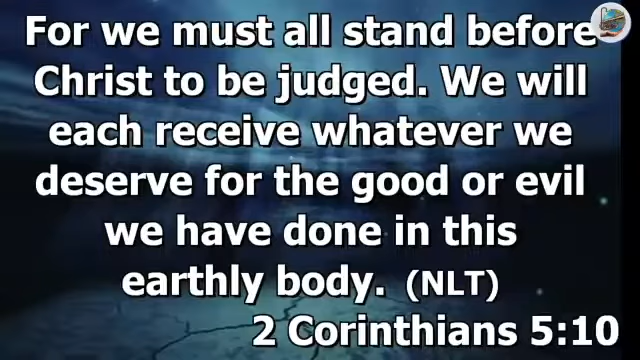 For we must all stand before
Christ to be judged. We will
each receive whatever we
deserve for the good or evil
we have done in this
earthly body. (NLT)
2 Corinthians 5:10